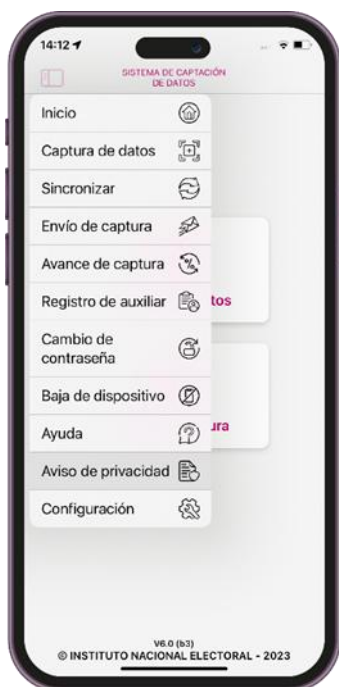 14:12
SISTEMA DE CAPTACIÓN
DE DATOS
Inicio
Captura de datos
Sincronizar
Envío de captura
Avance de captura
Registro de auxiliar
tos
Cambio de
contraseña
Baja de dispositivo
Ayuda
ura
Aviso de privacidad
Configuración
V6.0 (b3)
© INSTITUTO NACIONAL ELECTORAL - 2023